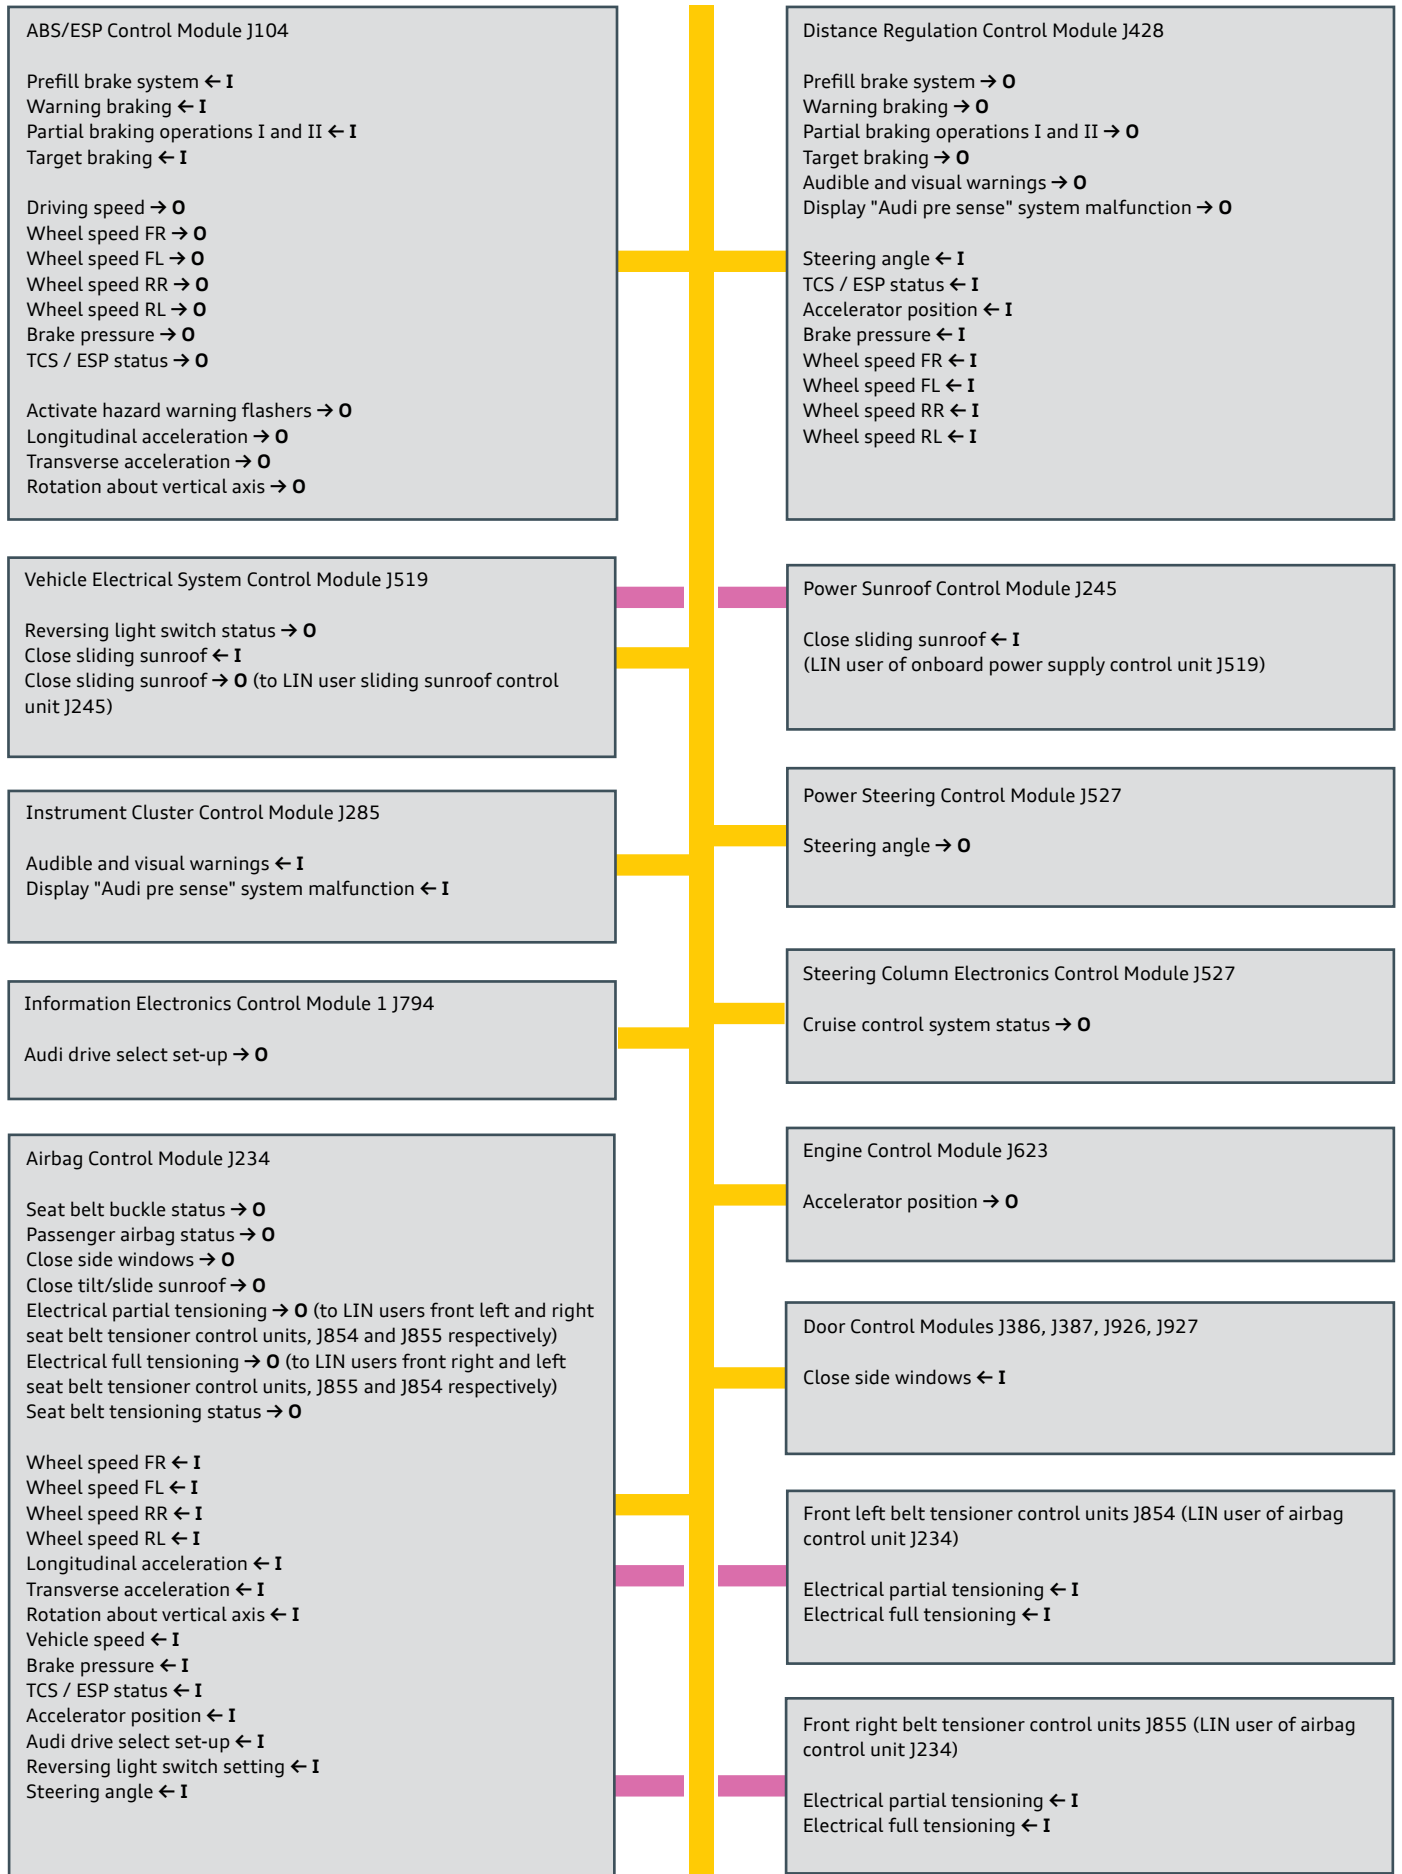 ABS/ESP Control Module J104
Prefill brake system ← I
Warning braking ← I
Partial braking operations I and II ← I
Target braking ← I
Driving speed → O
Wheel speed FR → O
Wheel speed FL → O
Wheel speed RR → O
Wheel speed RL → O
Brake pressure → O
TCS / ESP status → O
Activate hazard warning flashers → O
Longitudinal acceleration → O
Transverse acceleration → O
Rotation about vertical axis → O
Distance Regulation Control Module J428
Prefill brake system → O
Warning braking → O
Partial braking operations I and II → O
Target braking → O
Audible and visual warnings → O
Display "Audi pre sense" system malfunction → O
Steering angle ← I
TCS / ESP status ← I
Accelerator position ← I
Brake pressure ← I
Wheel speed FR ← I
Wheel speed FL ← I
Wheel speed RR ← I
Wheel speed RL ← I
Vehicle Electrical System Control Module J519
Reversing light switch status → O
Close sliding sunroof ← I
Close sliding sunroof → O (to LIN user sliding sunroof control
unit J245)
Power Sunroof Control Module J245
Close sliding sunroof ← I
(LIN user of onboard power supply control unit J519)
Instrument Cluster Control Module J285
Audible and visual warnings ← I
Display "Audi pre sense" system malfunction ← I
Power Steering Control Module J527
Steering angle → O
Information Electronics Control Module 1 J794
Audi drive select set-up → O
Steering Column Electronics Control Module J527
Cruise control system status → O
Airbag Control Module J234
Seat belt buckle status → O
Passenger airbag status → O
Close side windows → O
Close tilt/slide sunroof → O
Electrical partial tensioning → O (to LIN users front left and right
seat belt tensioner control units, J854 and J855 respectively)
Electrical full tensioning → O (to LIN users front right and left
seat belt tensioner control units, J855 and J854 respectively)
Seat belt tensioning status → O
Wheel speed FR ← I
Wheel speed FL ← I
Wheel speed RR ← I
Wheel speed RL ← I
Longitudinal acceleration ← I
Transverse acceleration ← I
Rotation about vertical axis ← I
Vehicle speed ← I
Brake pressure ← I
TCS / ESP status ← I
Accelerator position ← I
Audi drive select set-up ← I
Reversing light switch setting ← I
Steering angle ← I
Engine Control Module J623
Accelerator position → O
Door Control Modules J386, J387, J926, J927
Close side windows ← I
Front left belt tensioner control units J854 (LIN user of airbag
control unit J234)
Electrical partial tensioning ← I
Electrical full tensioning ← I
Front right belt tensioner control units J855 (LIN user of airbag
control unit J234)
Electrical partial tensioning ← I
Electrical full tensioning ← I